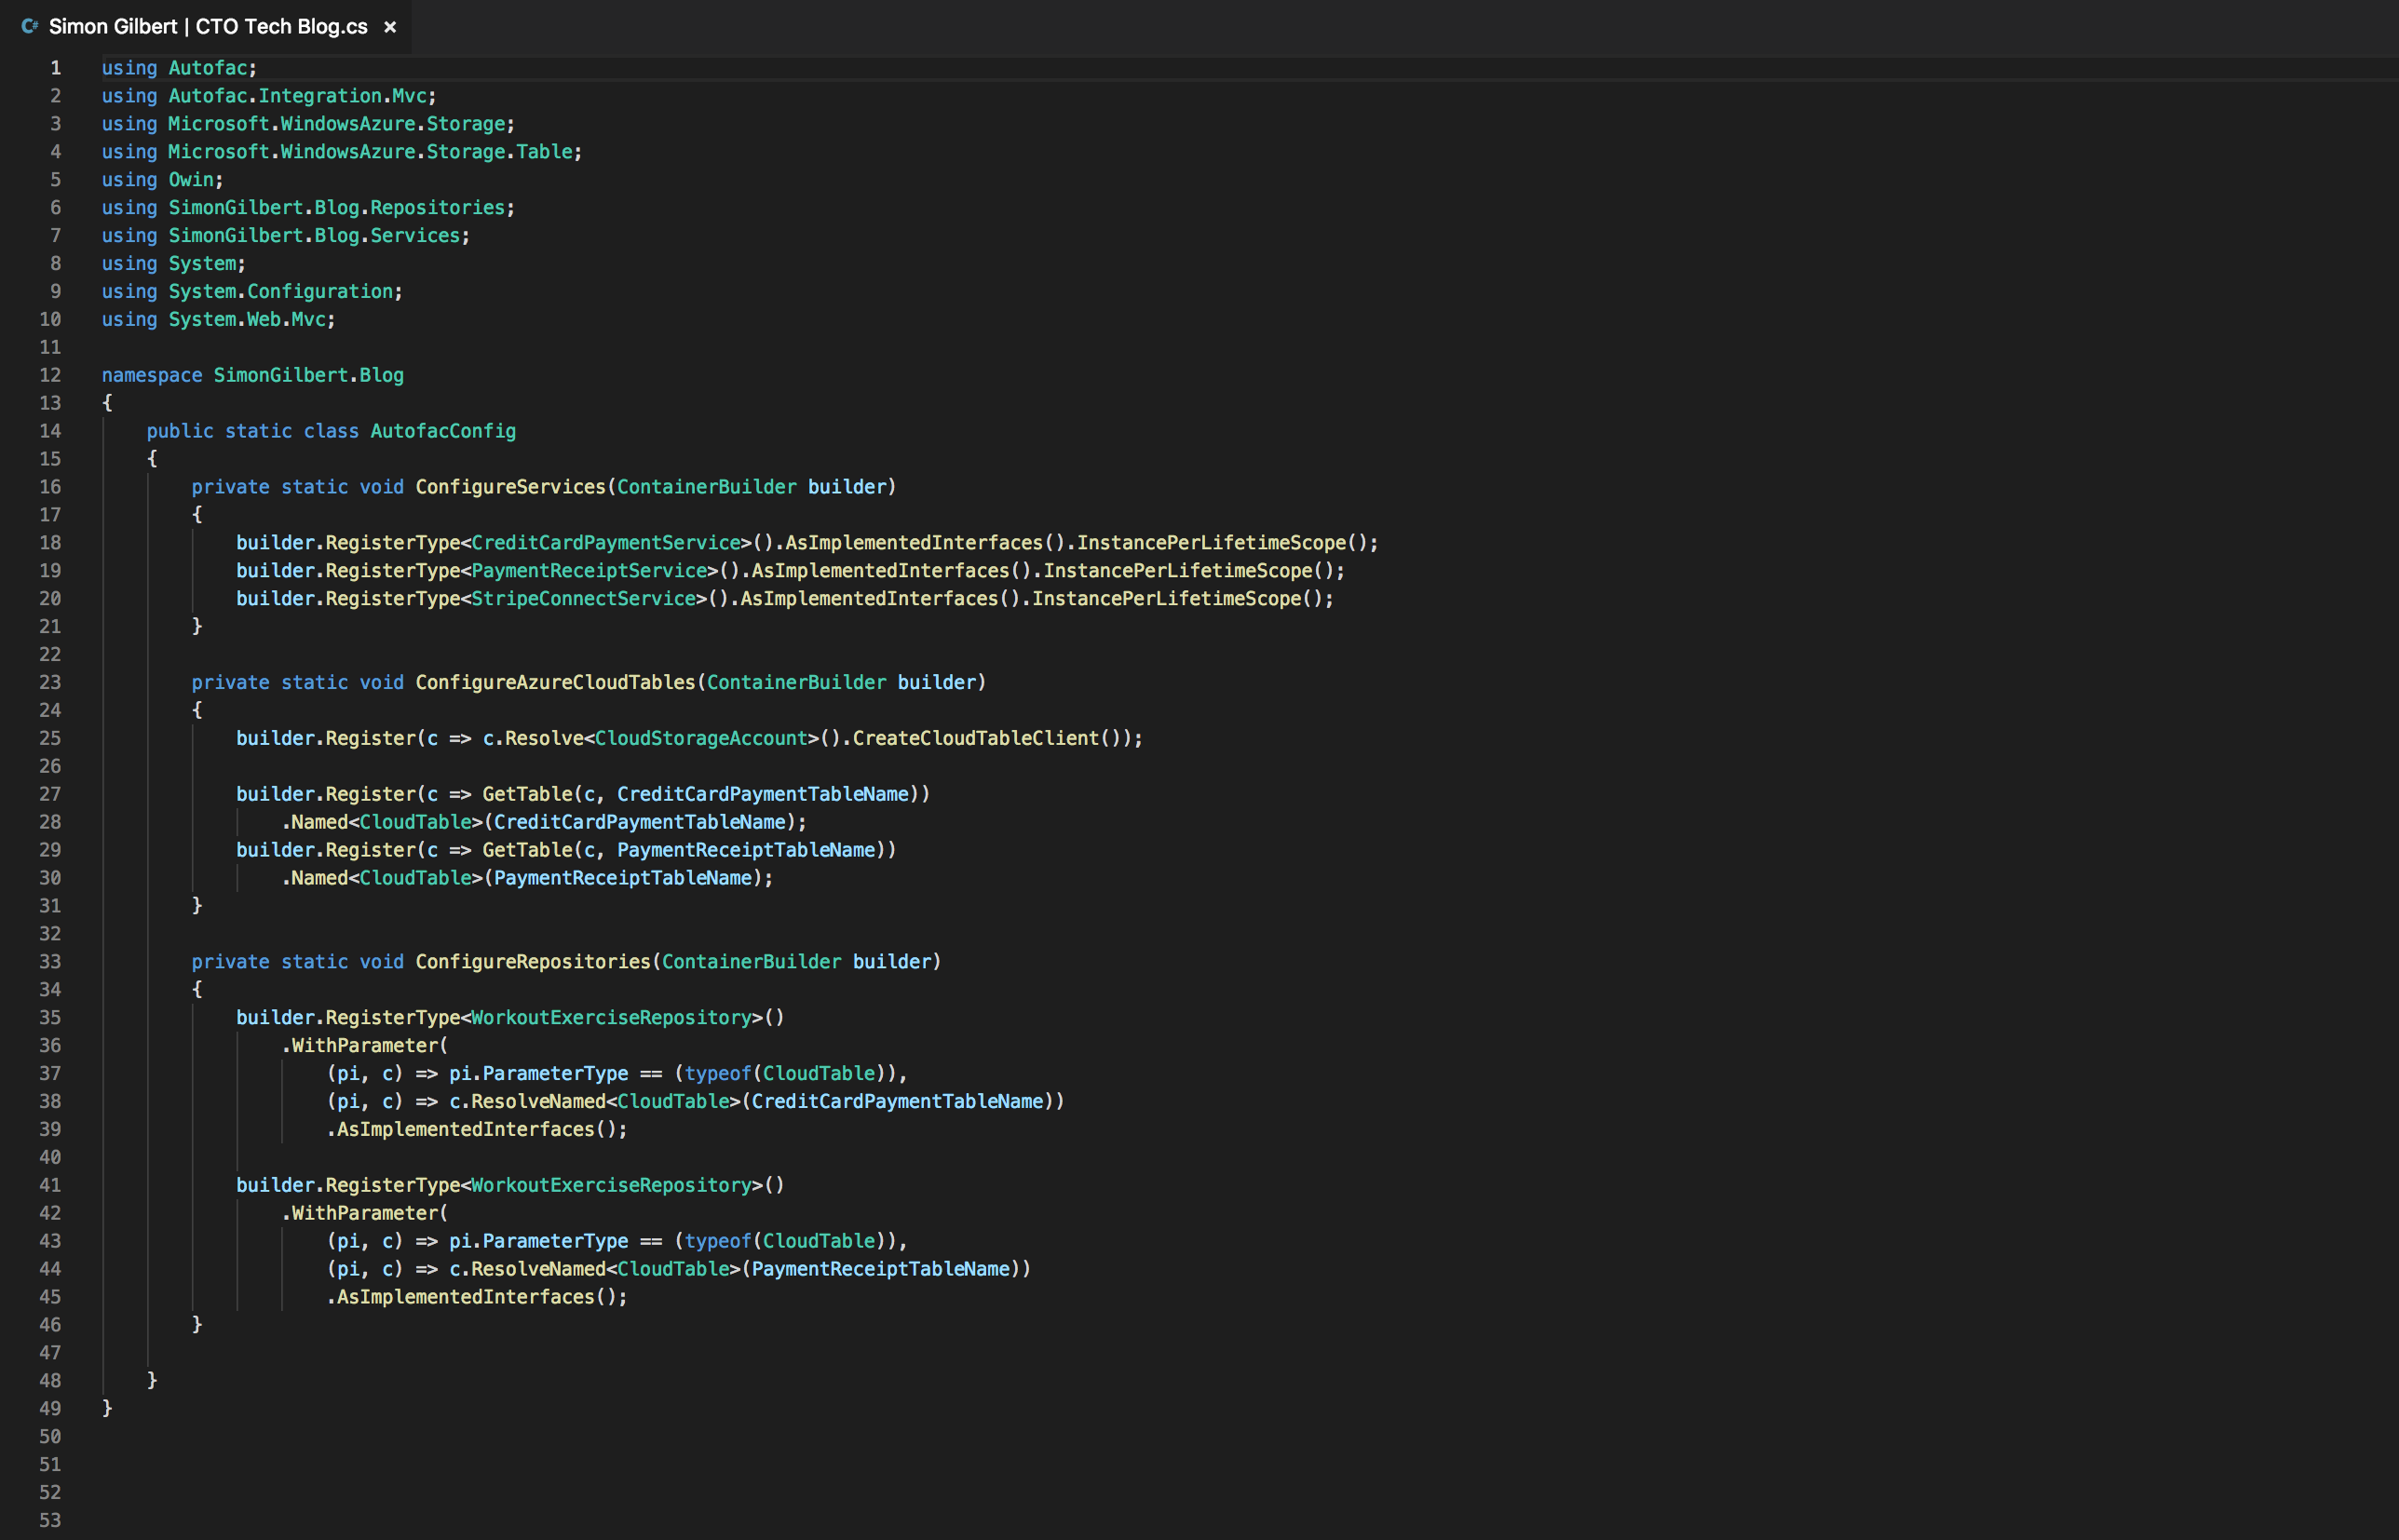 Simon Gilbert | CTO Tech Blog.cs ×
1 using Autofac;
2 using Autofac.Integration.Mvc;
3 using Microsoft.WindowsAzure.Storage;
4 using Microsoft.WindowsAzure.Storage.Table;
5 using Owin;
6 using SimonGilbert.Blog.Repositories;
7 using SimonGilbert.Blog.Services;
8 using System;
9 using System.Configuration;
10 using System.Web.Mvc;
11
12 namespace SimonGilbert.Blog
13 {
14     public static class AutofacConfig
15     {
16         private static void ConfigureServices(ContainerBuilder builder)
17         {
18             builder.RegisterType<CreditCardPaymentService>().AsImplementedInterfaces().InstancePerLifetimeScope();
19             builder.RegisterType<PaymentReceiptService>().AsImplementedInterfaces().InstancePerLifetimeScope();
20             builder.RegisterType<StripeConnectService>().AsImplementedInterfaces().InstancePerLifetimeScope();
21         }
22
23         private static void ConfigureAzureCloudTables(ContainerBuilder builder)
24         {
25             builder.Register(c => c.Resolve<CloudStorageAccount>().CreateCloudTableClient());
26
27             builder.Register(c => GetTable(c, CreditCardPaymentTableName))
28                 .Named<CloudTable>(CreditCardPaymentTableName);
29             builder.Register(c => GetTable(c, PaymentReceiptTableName))
30                 .Named<CloudTable>(PaymentReceiptTableName);
31         }
32
33         private static void ConfigureRepositories(ContainerBuilder builder)
34         {
35             builder.RegisterType<WorkoutExerciseRepository>()
36                 .WithParameter(
37                     (pi, c) => pi.ParameterType == (typeof(CloudTable)),
38                     (pi, c) => c.ResolveNamed<CloudTable>(CreditCardPaymentTableName))
39                     .AsImplementedInterfaces();
40
41             builder.RegisterType<WorkoutExerciseRepository>()
42                 .WithParameter(
43                     (pi, c) => pi.ParameterType == (typeof(CloudTable)),
44                     (pi, c) => c.ResolveNamed<CloudTable>(PaymentReceiptTableName))
45                     .AsImplementedInterfaces();
46         }
47
48     }
49 }
50
51
52
53